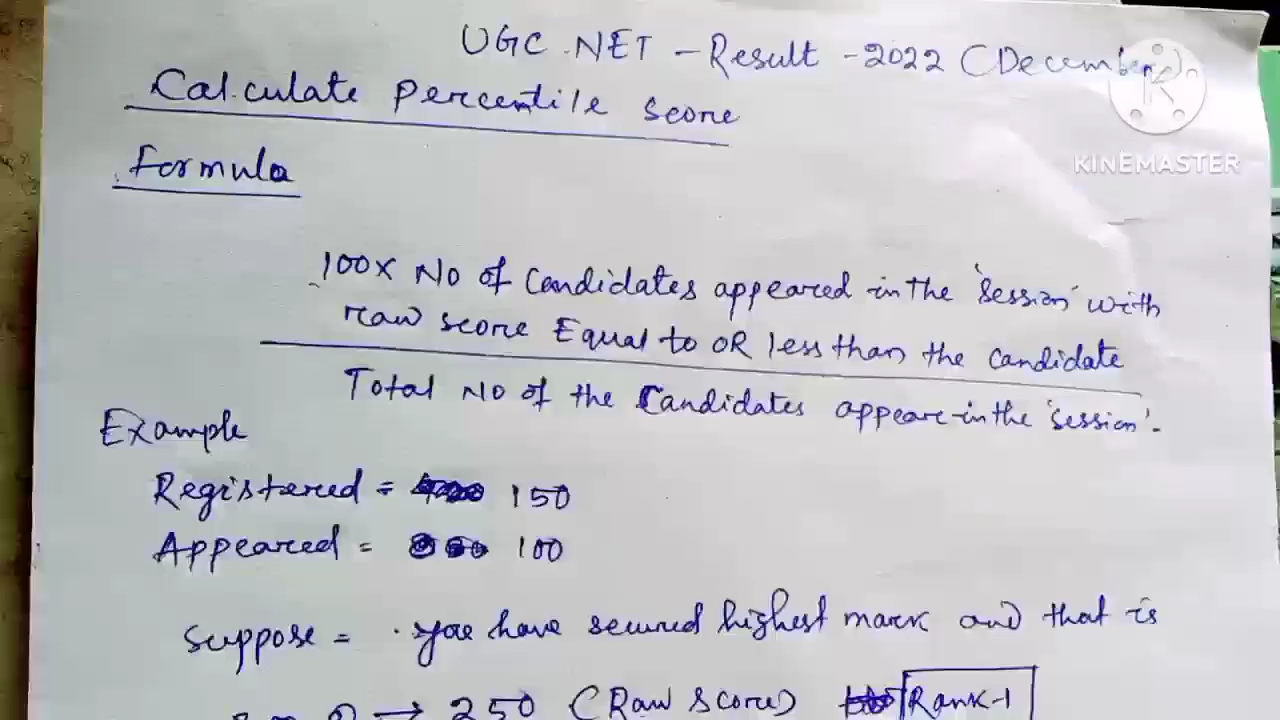 UGC NET - Result - 2022 (December)
Calculate percentile score
Formula
100x No of Candidates appeared in the 'Session' with
raw score Equal to OR less than the candidate
Total No of the Candidates appear in the 'session'.
Example
Registered = 150
Appeared = 100
suppose = you have secured highest mark and that is
→ 250 (Raw Score) Rank-1
KINEMASTER